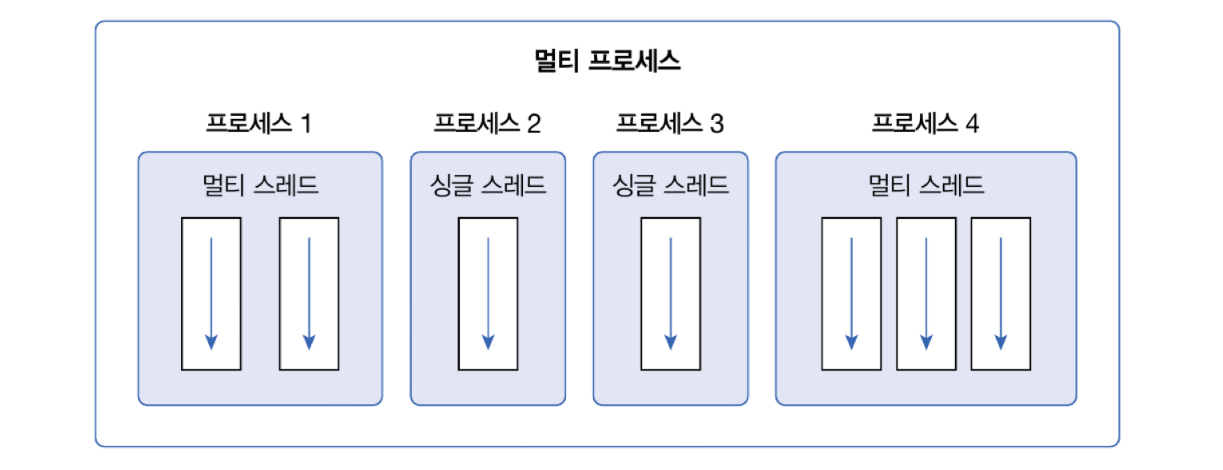 멀티 프로세스
프로세스 1 프로세스 2 프로세스 3 프로세스 4
멀티 스레드 싱글 스레드 싱글 스레드 멀티 스레드